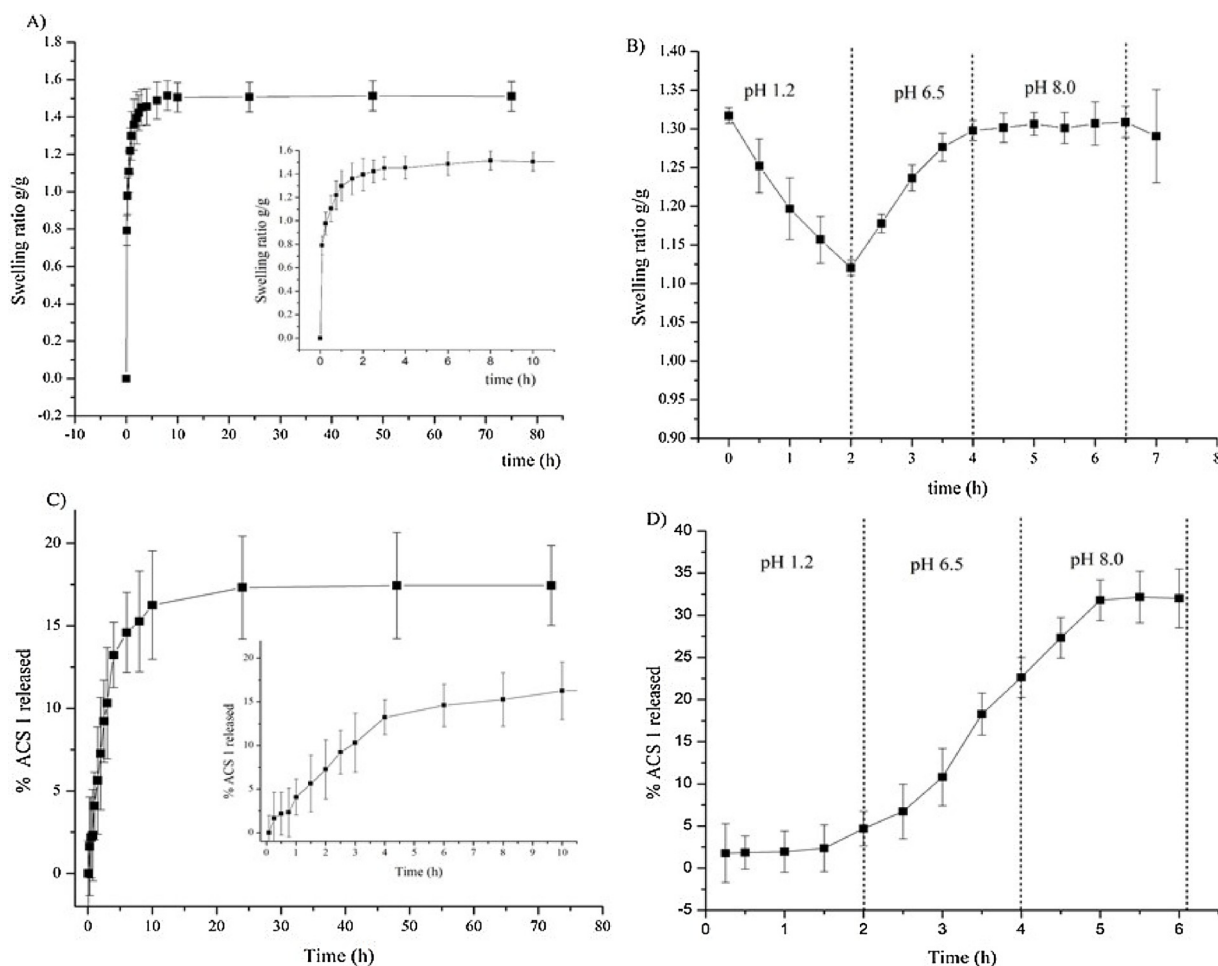 A)
1.8
1.6
1.4
1.2
1.0
0.8
0.6
0.4
0.2
0.0
-0.2
Swelling ratio g/g
-10 0 10 20 30 40 50 60 70 80
time (h)
1.6
1.4
1.2
1.0
0.8
0.6
0.4
0.2
0.0
Swelling ratio g/g
0 2 4 6 8 10
time (h)
B)
1.40
1.35
1.30
1.25
1.20
1.15
1.10
1.05
1.00
0.95
0.90
Swelling ratio g/g
pH 1.2
pH 6.5
pH 8.0
0 1 2 3 4 5 6 7 8
time (h)
C)
20
15
10
5
0
% ACS 1 released
0 10 20 30 40 50 60 70 80
Time (h)
20
15
10
5
0
% ACS 1 released
0 1 2 3 4 5 6 7 8 9 10
Time (h)
D)
40
35
30
25
20
15
10
5
0
-5
% ACS 1 released
pH 1.2
pH 6.5
pH 8.0
0 1 2 3 4 5 6
Time (h)